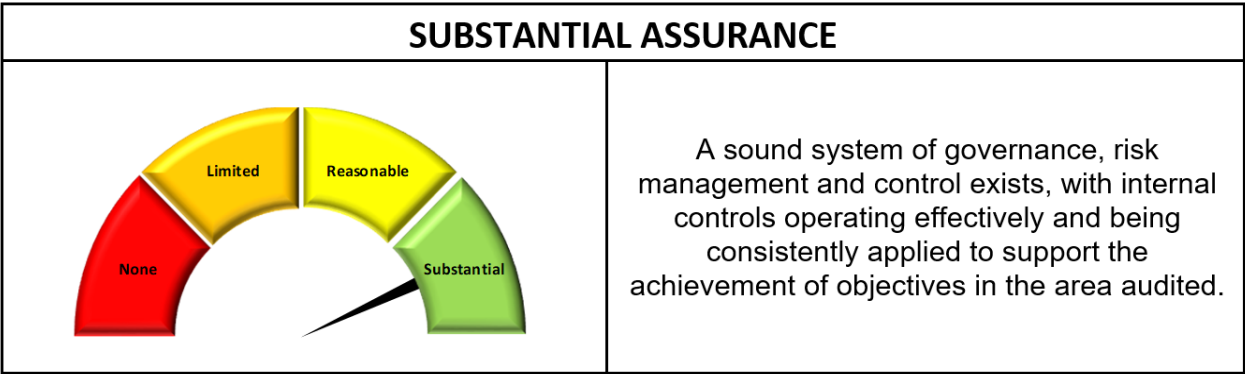 SUBSTANTIAL ASSURANCE
Limited
Reasonable
None
Substantial
A sound system of governance, risk
management and control exists, with internal
controls operating effectively and being
consistently applied to support the
achievement of objectives in the area audited.